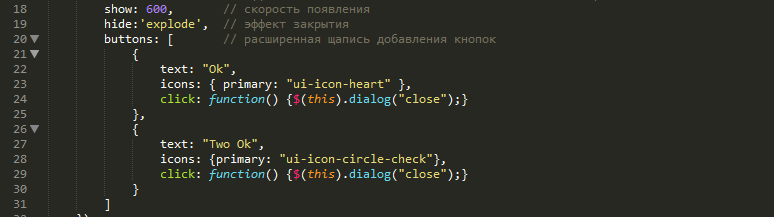 18 show: 600, // скорость появления
19 hide:'explode', // эффект закрытия
20 buttons: [ // расширенная щапись добавления кнопок
21 {
22 text: "Ok",
23 icons: { primary: "ui-icon-heart" },
24 click: function() {$(this).dialog("close");}
25 },
26 {
27 text: "Two Ok",
28 icons: {primary: "ui-icon-circle-check"},
29 click: function() {$(this).dialog("close");}
30 }
31 ]